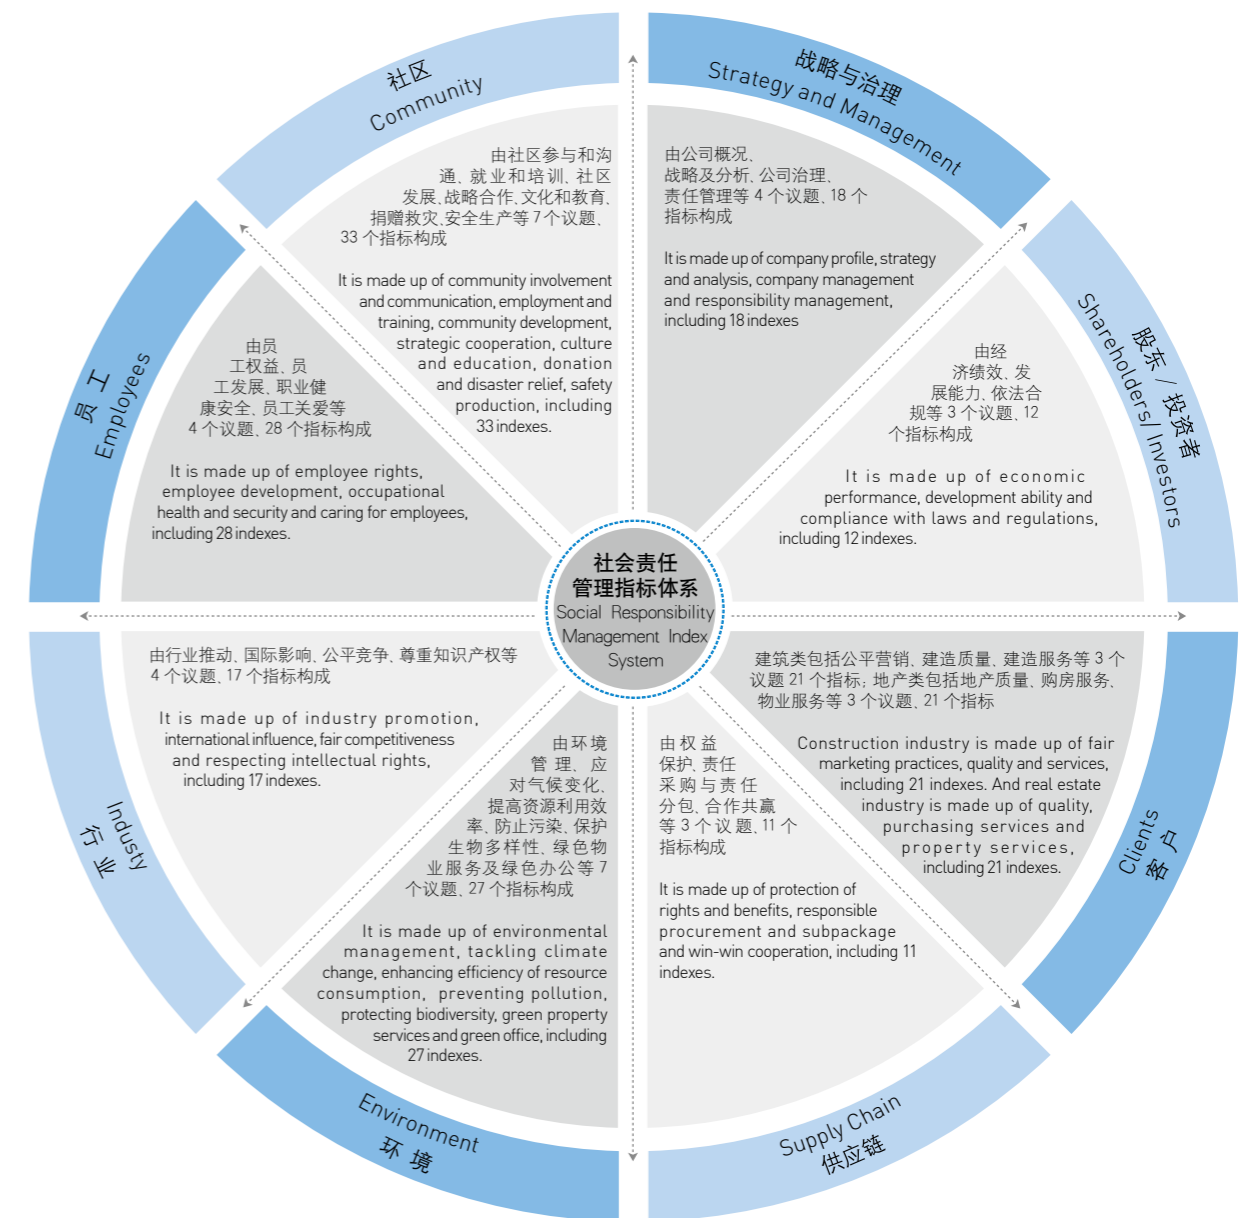 社区
Community
由社区参与和沟
通、就业和培训、社区
发展、战略合作、文化和教育、
捐赠救灾、安全生产等 7 个议题、
33 个指标构成
It is made up of community involvement
and communication, employment and
training, community development,
strategic cooperation, culture
and education, donation
and disaster relief, safety
production, including
33 indexes.
战略与治理
Strategy and Management
由公司概况、
战略及分析、公司治理、
责任管理等 4 个议题、18 个
指标构成
It is made up of company profile, strategy
and analysis, company management
and responsibility management,
including 18 indexes
股东 / 投资者
Shareholders/ Investors
由经
济绩效、发
展能力、依法合
规等 3 个议题、12
个指标构成
It is made up of economic
performance, development ability and
compliance with laws and regulations,
including 12 indexes.
客户
Clients
建筑类包括公平营销、建造质量、建造服务等 3 个
议题 21 个指标; 地产类包括地产质量、购房服务、
物业服务等 3 个议题、21 个指标
Construction industry is made up of fair
marketing practices, quality and services,
including 21 indexes. And real estate
industry is made up of quality,
purchasing services and
property services,
including 21 indexes.
Supply Chain
供应链
由权益
保护、责任
采购与责任
分包、合作共赢
等 3 个议题、11 个
指标构成
It is made up of protection of
rights and benefits, responsible
procurement and subpackage
and win-win cooperation, including 11
indexes.
Environment
环 境
由环境
管理、应
对气候变化、
提高资源利用效
率、防止污染、保护
生物多样性、绿色物
业服务及绿色办公等 7
个议题、27 个指标构成
It is made up of environmental
management, tackling climate
change, enhancing efficiency of resource
consumption, preventing pollution,
protecting biodiversity, green property
services and green office, including
27 indexes.
Industy
行 业
由行业推动、国际影响、公平竞争、尊重知识产权等
4 个议题、17 个指标构成
It is made up of industry promotion,
international influence, fair competitiveness
and respecting intellectual rights,
including 17 indexes.
员 工
Employees
由员
工权益、员
工发展、职业健
康安全、员工关爱等
4 个议题、28 个指标构成
It is made up of employee rights,
employee development, occupational
health and security and caring for employees,
including 28 indexes.
社会责任
管理指标体系
Social Responsibility
Management Index
System